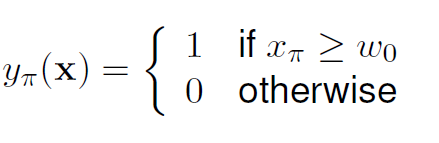 y_π(x) = { 1 if x_π ≥ w_0
0 otherwise